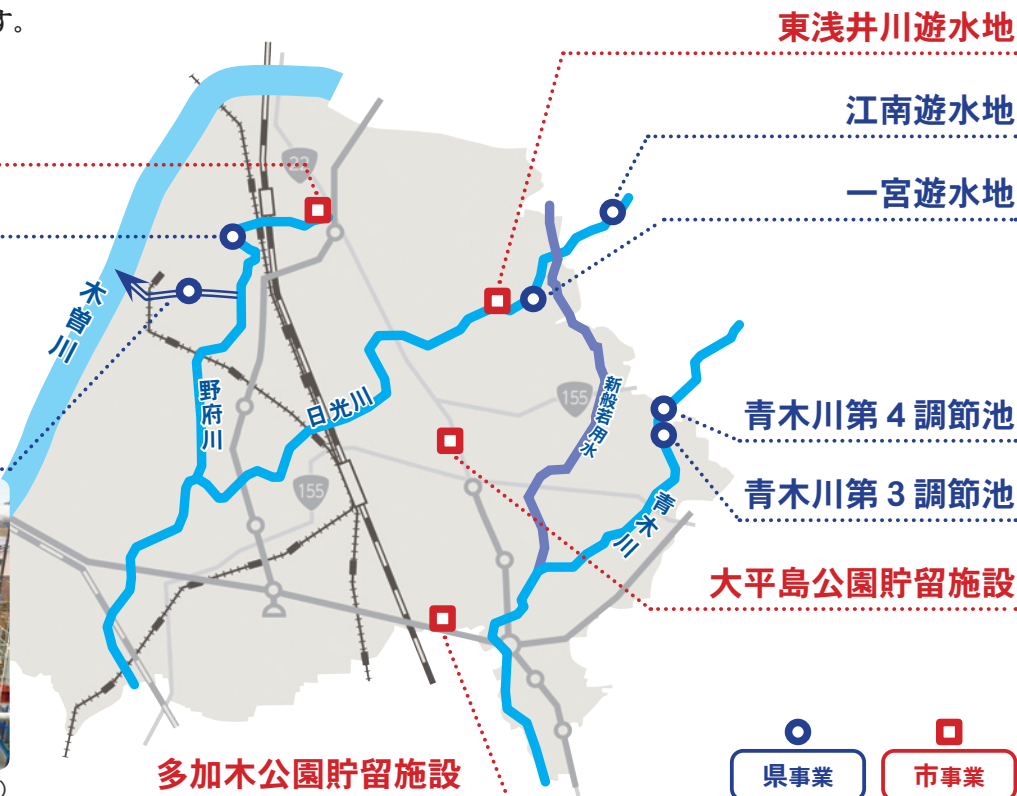 す。
東浅井川遊水地
江南遊水地
一宮遊水地
22
木曽川
野府川
日光川
155
新般若用水
155
青木川
青木川第4調節池
青木川第3調節池
大平島公園貯留施設
多加木公園貯留施設
県事業
市事業
)